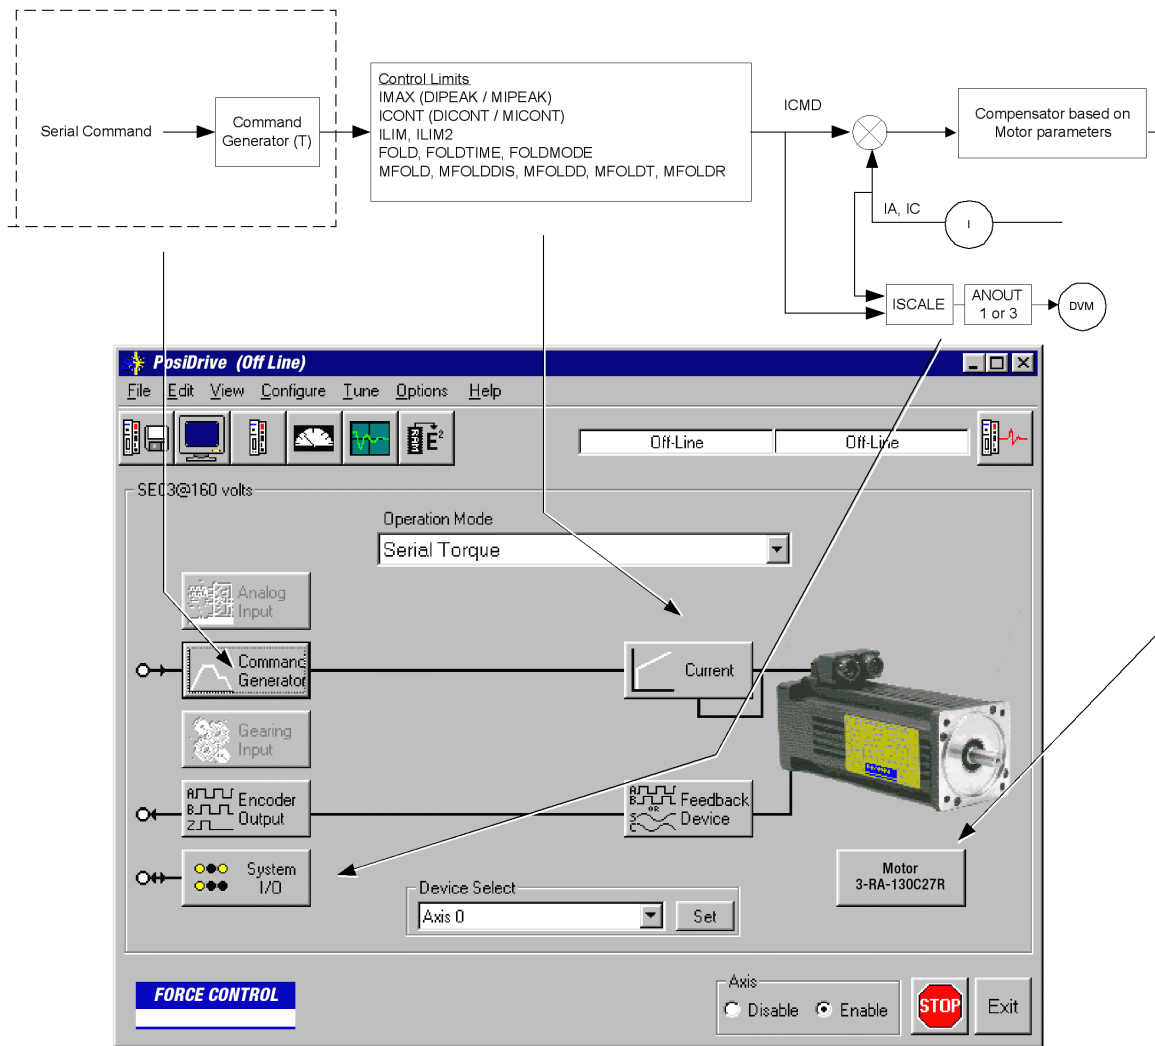 Serial Command
Command
Generator (T)
Control Limits
IMAX (DIPEAK / MIPEAK)
ICONT (DICONT / MICONT)
ILIM, ILIM2
FOLD, FOLDTIME, FOLDMODE
MFOLD, MFOLDDIS, MFOLDD, MFOLDT, MFOLDR
ICMD
Compensator based on
Motor parameters
IA, IC
I
ISCALE
ANOUT
1 or 3
DVM
PosiDrive (Off Line)
File Edit View Configure Tune Options Help
RAM E²
Off-Line
Off-Line
SE03@160 volts
Operation Mode
Serial Torque
Analog
Input
Command
Generator
Current
Gearing
Input
A
B
Z
Encoder
Output
A
B
OR
S
C
Feedback
Device
System
I/O
Motor
3-RA-130C27R
Device Select
Axis 0
Set
FORCE CONTROL
Axis
Disable
Enable
STOP
Exit